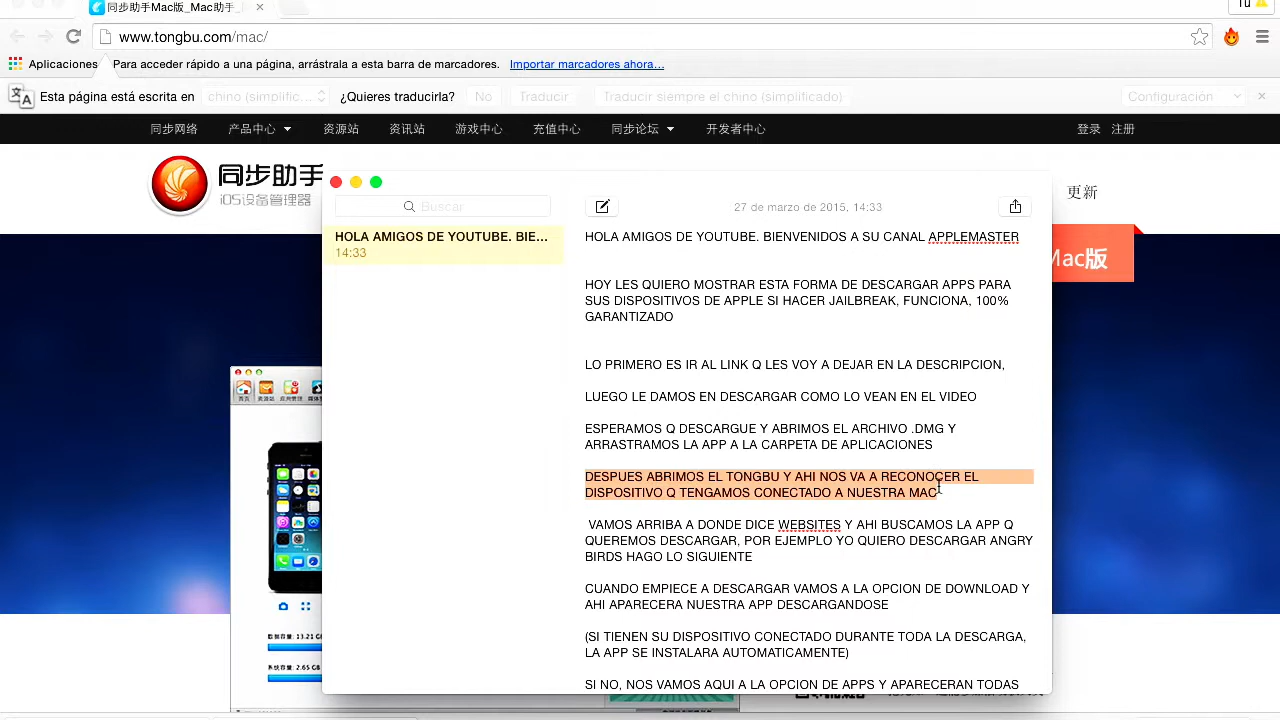 同步助手Mac版_Mac助手_
www.tongbu.com/mac/
Aplicaciones
Para acceder rápido a una página, arrástrala a esta barra de marcadores.
Importar marcadores ahora…
Esta página está escrita en
chino (simplific…
¿Quieres traducirla?
No
Traducir
Traducir siempre el chino (simplificado)
Configuración
同步网络
产品中心
资源站
资讯站
游戏中心
充值中心
同步论坛
开发者中心
登录
注册
同步助手
iOS设备管理器
更新
Mac版
Buscar
27 de marzo de 2015, 14:33
HOLA AMIGOS DE YOUTUBE. BIE...
14:33
HOLA AMIGOS DE YOUTUBE. BIENVENIDOS A SU CANAL APPLEMASTER
HOY LES QUIERO MOSTRAR ESTA FORMA DE DESCARGAR APPS PARA
SUS DISPOSITIVOS DE APPLE SI HACER JAILBREAK, FUNCIONA, 100%
GARANTIZADO
LO PRIMERO ES IR AL LINK Q LES VOY A DEJAR EN LA DESCRIPCION,
LUEGO LE DAMOS EN DESCARGAR COMO LO VEAN EN EL VIDEO
ESPERAMOS Q DESCARGUE Y ABRIMOS EL ARCHIVO .DMG Y
ARRASTRAMOS LA APP A LA CARPETA DE APLICACIONES
DESPUES ABRIMOS EL TONGBU Y AHI NOS VA A RECONOCER EL
DISPOSITIVO Q TENGAMOS CONECTADO A NUESTRA MAC
VAMOS ARRIBA A DONDE DICE WEBSITES Y AHI BUSCAMOS LA APP Q
QUEREMOS DESCARGAR. POR EJEMPLO YO QUIERO DESCARGAR ANGRY
BIRDS HAGO LO SIGUIETE
CUANDO EMPIECE A DESCARGAR VAMOS A LA OPCION DE DOWNLOAD Y
AHI APARECERA NUESTRA APP DESCARGANDOSE
(SI TIENEN SU DISPOSITO CONECTADO DURANTE TODA LA DESCARGA,
LA APP SE INSTALARA AUTOMATICAMENTE)
SI NO, NOS VAMOS AQUI A LA OPCION DE APPS Y APARECERAN TODAS
13.21 GB
2.65 GB